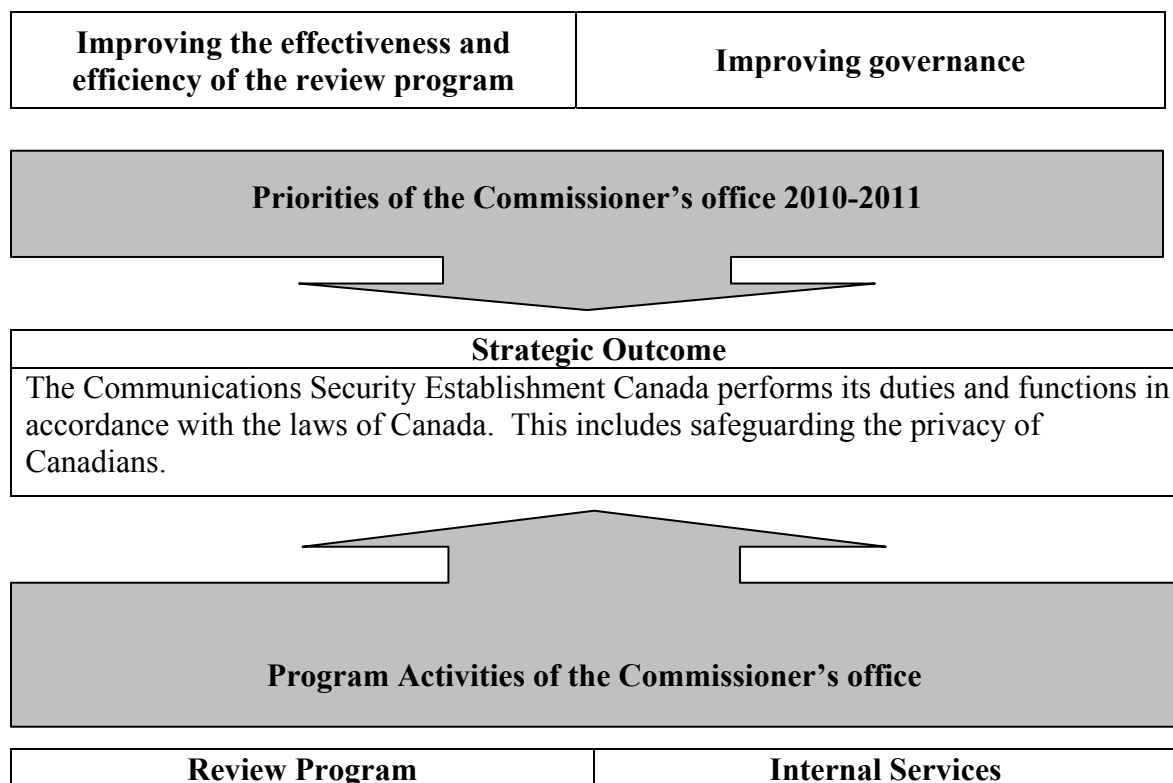 Improving the effectiveness and
efficiency of the review program
Improving governance
Priorities of the Commissioner’s office 2010-2011
Strategic Outcome
The Communications Security Establishment Canada performs its duties and functions in
accordance with the laws of Canada.  This includes safeguarding the privacy of
Canadians.
Program Activities of the Commissioner’s office
Review Program
Internal Services